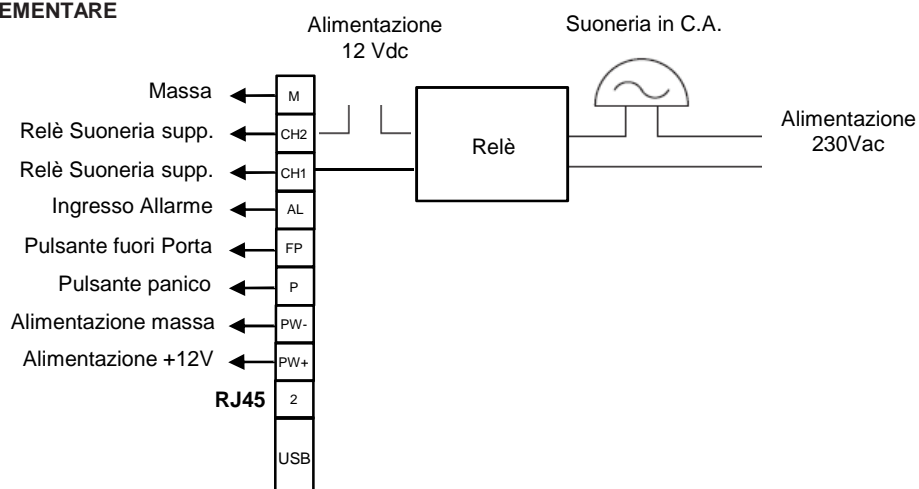 EMENTARE
Alimentazione
12 Vdc
Suoneria in C.A.
Massa
M
Relè Suoneria supp.
CH2
Relè Suoneria supp.
CH1
Ingresso Allarme
AL
Pulsante fuori Porta
FP
Pulsante panico
P
Alimentazione massa
PW-
Alimentazione +12V
PW+
RJ45
2
USB
Relè
Alimentazione
230Vac